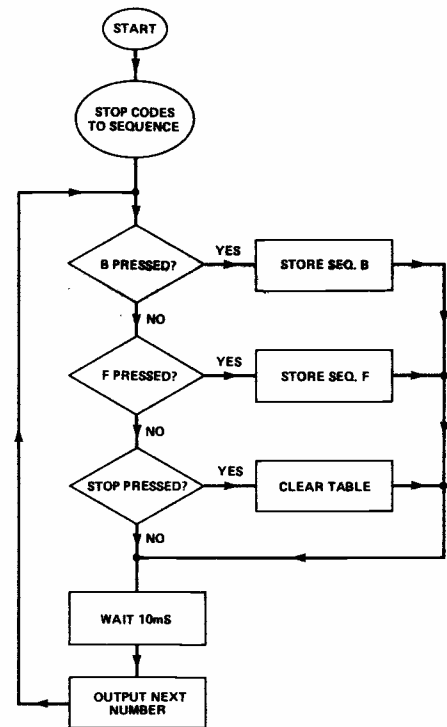 START
STOP CODES
TO SEQUENCE
B PRESSED?
YES
STORE SEQ. B
NO
F PRESSED?
YES
STORE SEQ. F
NO
STOP PRESSED?
YES
CLEAR TABLE
NO
WAIT 10mS
OUTPUT NEXT
NUMBER